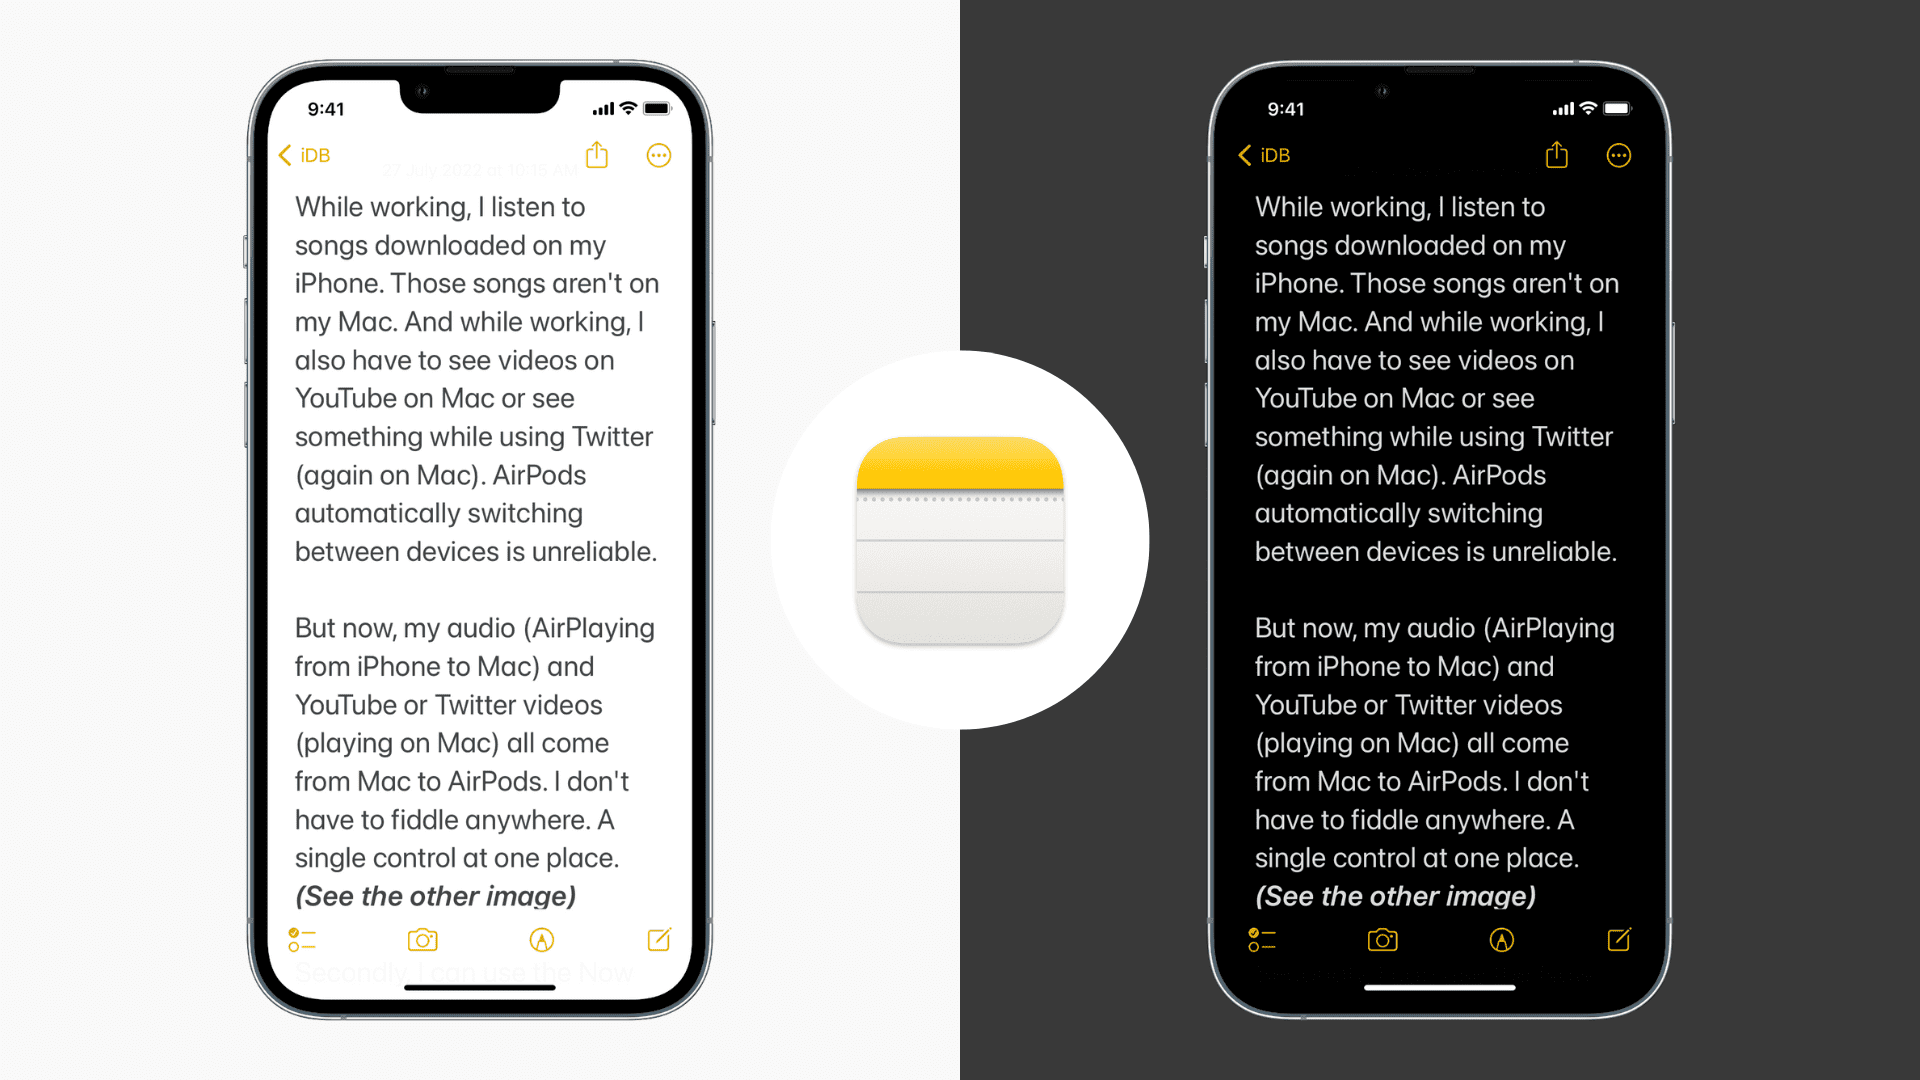 9:41
iDB
27 July 2022 at 10:15 AM
While working, I listen to
songs downloaded on my
iPhone. Those songs aren't on
my Mac. And while working, I
also have to see videos on
YouTube on Mac or see
something while using Twitter
(again on Mac). AirPods
automatically switching
between devices is unreliable.
But now, my audio (AirPlaying
from iPhone to Mac) and
YouTube or Twitter videos
(playing on Mac) all come
from Mac to AirPods. I don't
have to fiddle anywhere. A
single control at one place.
(See the other image)
Secondly, I can use the Now
9:41
iDB
While working, I listen to
songs downloaded on my
iPhone. Those songs aren't on
my Mac. And while working, I
also have to see videos on
YouTube on Mac or see
something while using Twitter
(again on Mac). AirPods
automatically switching
between devices is unreliable.
But now, my audio (AirPlaying
from iPhone to Mac) and
YouTube or Twitter videos
(playing on Mac) all come
from Mac to AirPods. I don't
have to fiddle anywhere. A
single control at one place.
(See the other image)